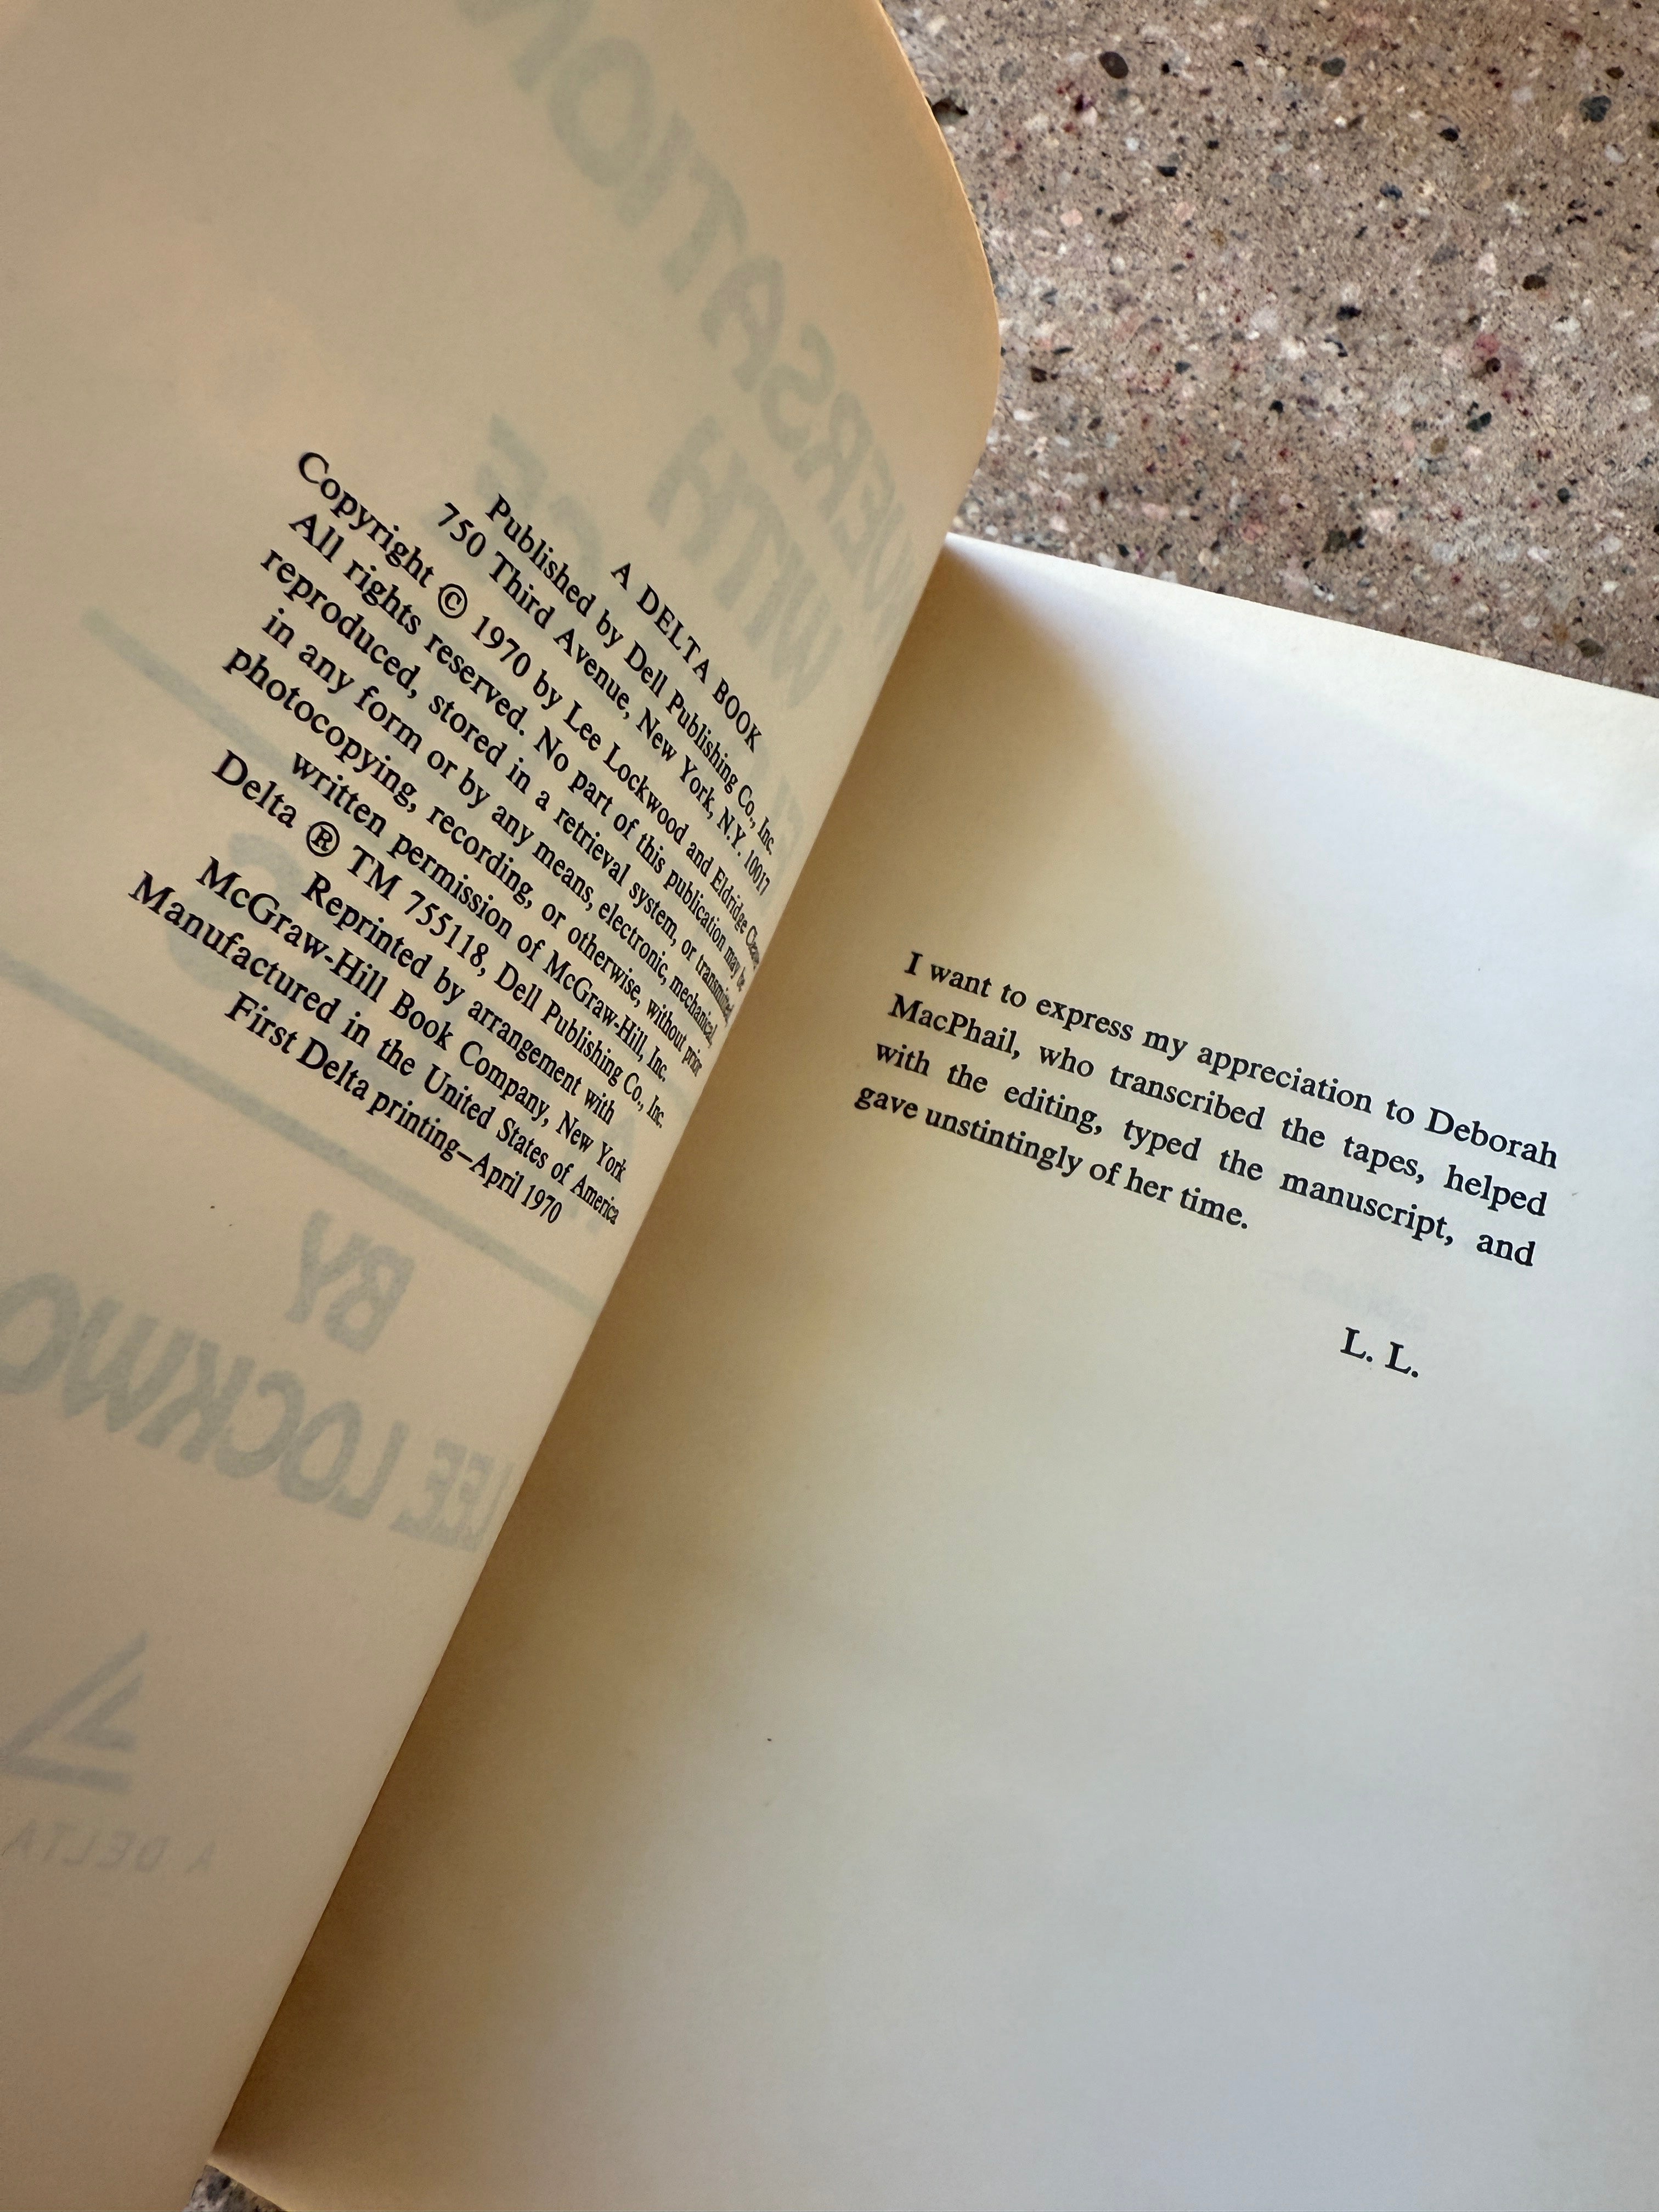 A DELTA BOOK
Published by Dell Publishing Co., Inc.
750 Third Avenue, New York, N.Y. 10017
Copyright © 1970 by Lee Lockwood and Eldridge
All rights reserved. No part of this publication may be
reproduced, stored in a retrieval system, or transmitted,
in any form or by any means, electronic, mechanical,
photocopying, recording, or otherwise, without prior
written permission of McGraw-Hill, Inc.
Delta ® TM 755118, Dell Publishing Co., Inc.
Reprinted by arrangement with
McGraw-Hill Book Company, New York
Manufactured in the United States of America
First Delta printing—April 1970
BY
LEE
A DELTA
I want to express my appreciation to Deborah
MacPhail, who transcribed the tapes, helped
with the editing, typed the manuscript, and
gave unstintingly of her time.
L. L.